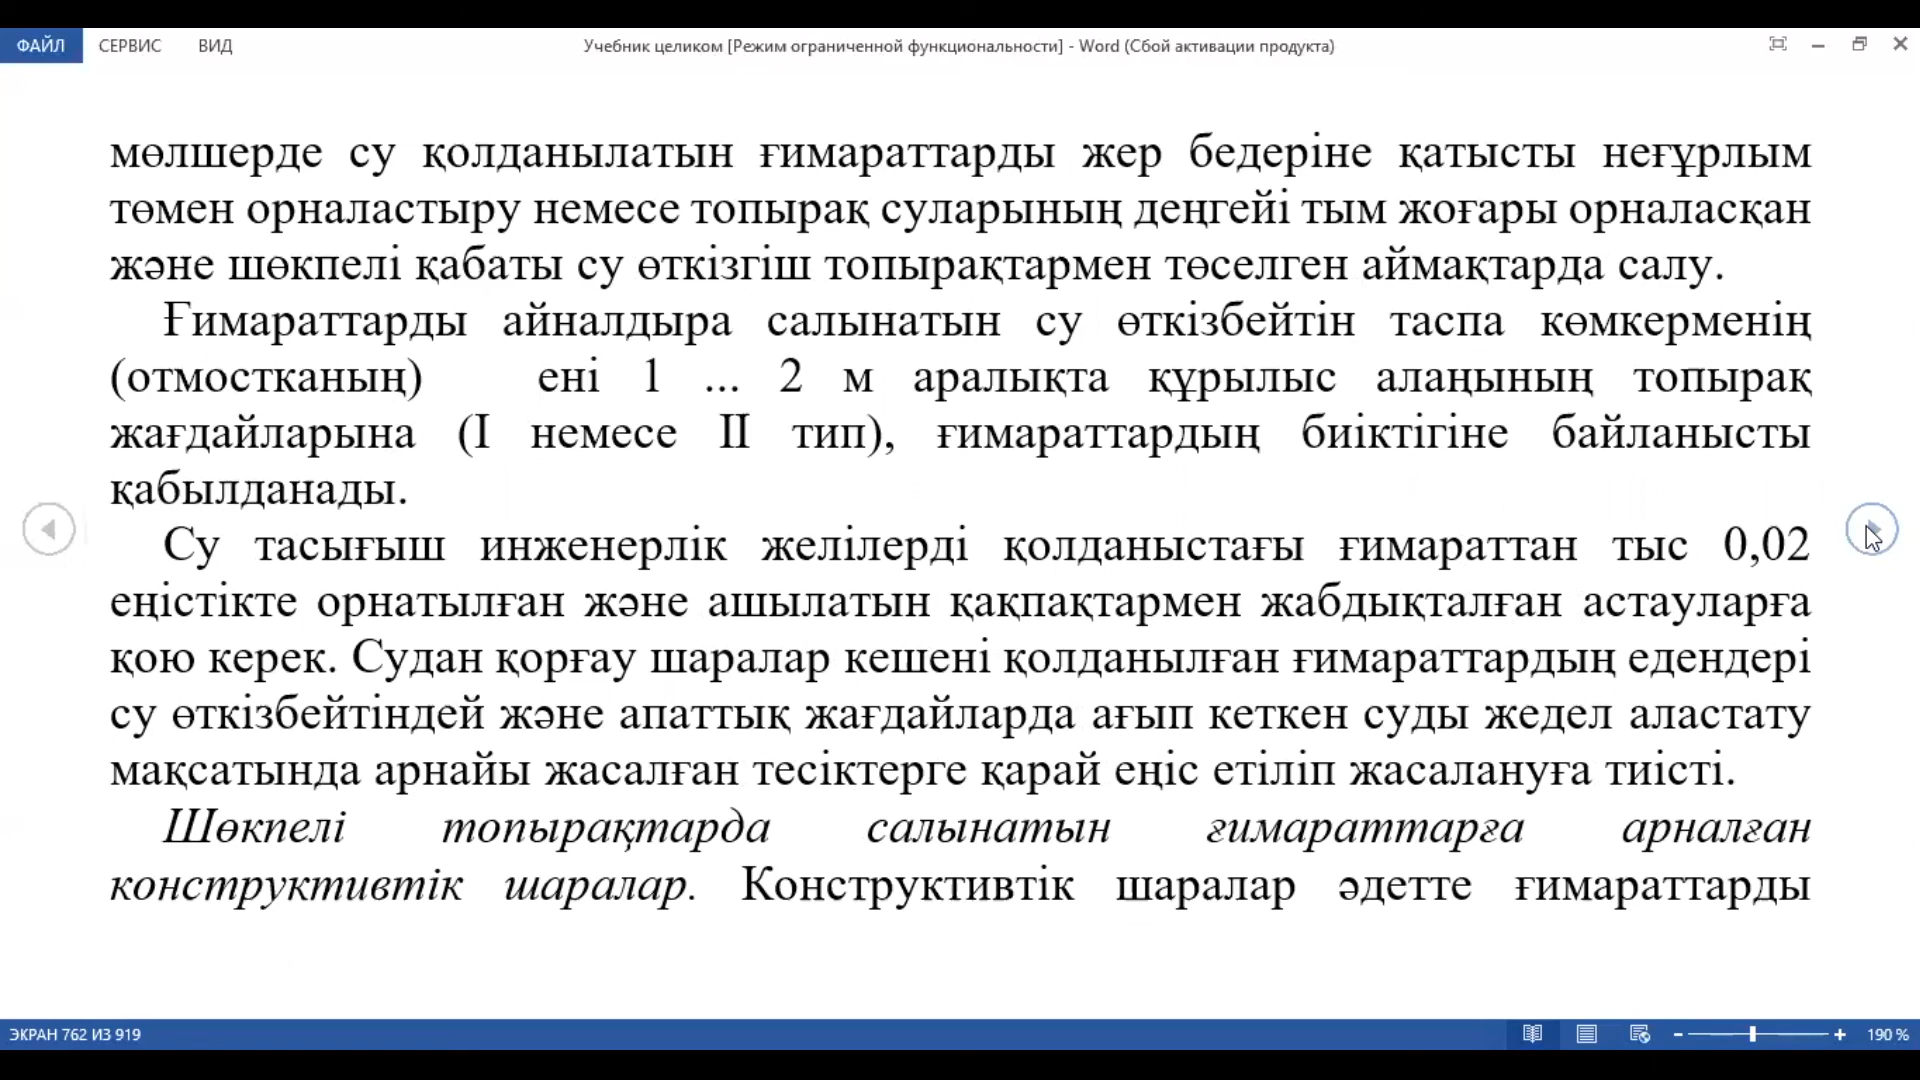 ФАЙЛ СЕРВИС ВИД Учебник целиком [Режим ограниченной функциональности] - Word (Сбой активации продукта)
мөлшерде су қолданылатын ғимараттарды жер бедеріне қатысты неғұрлым
төмен орналастыру немесе топырақ суларының деңгейі тым жоғары орналасқан
және шөкпелі қабаты су өткізгіш топырақтармен төселген аймақтарда салу.
Ғимараттарды айналдыра салынатын су өткізбейтін таспа көмкерменің
(отмостканың) ені 1 ... 2 м аралықта құрылыс алаңының топырақ
жағдайларына (I немесе II тип), ғимараттардың биіктігіне байланысты
қабылданады.
Су тасығыш инженерлік желілерді қолданыстағы ғимараттан тыс 0,02
еңістікте орнатылған және ашылатын қақпақтармен жабдықталған астауларға
қою керек. Судан қорғау шаралар кешені қолданылған ғимараттардың едендері
су өткізбейтіндей және апаттық жағдайларда ағып кеткен суды жедел аластату
мақсатында арнайы жасалған тесіктерге қарай еңіс етіліп жасалануға тиісті.
Шөкпелі топырақтарда салынатын ғимараттарға арналған
конструктивтік шаралар. Конструктивтік шаралар әдетте ғимараттарды
ЭКРАН 762 ИЗ 919 190 %